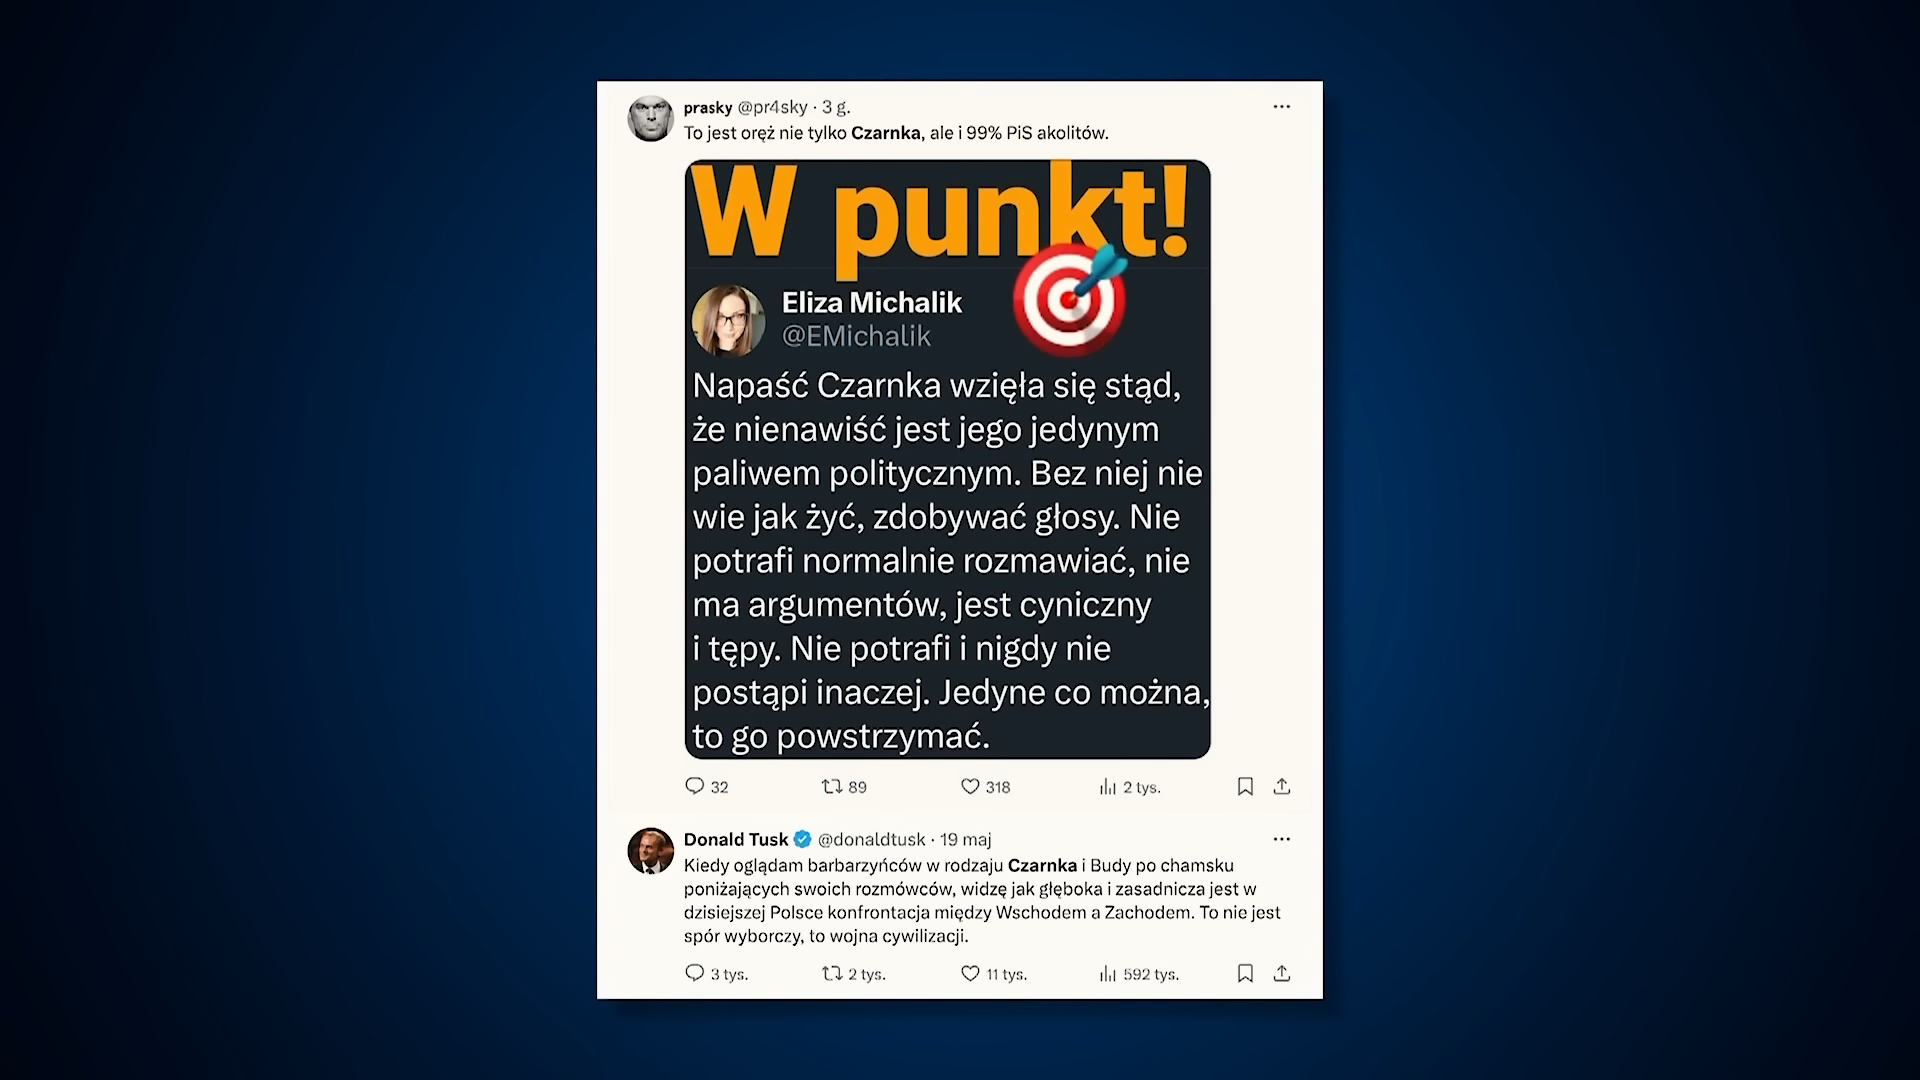 prasky @pr4sky · 3 g.
To jest oręż nie tylko Czarnka, ale i 99% PiS akolitów.
W punkt!
Eliza Michalik
@EMichalik
Napaść Czarnka wzięła się stąd,
że nienawiść jest jego jedynym
paliwem politycznym. Bez niej nie
wie jak żyć, zdobywać głosy. Nie
potrafi normalnie rozmawiać, nie
ma argumentów, jest cyniczny
i tępy. Nie potrafi i nigdy nie
postąpi inaczej. Jedyne co można,
to go powstrzymać.
32 89 318 2 tys.
Donald Tusk @donaldtusk · 19 maj
Kiedy oglądam barbarzyńców w rodzaju Czarnka i Budy po chamsku
poniżających swoich rozmówców, widzę jak głęboka i zasadnicza jest w
dzisiejszej Polsce konfrontacja między Wschodem a Zachodem. To nie jest
spór wyborczy, to wojna cywilizacji.
3 tys. 2 tys. 11 tys. 592 tys.